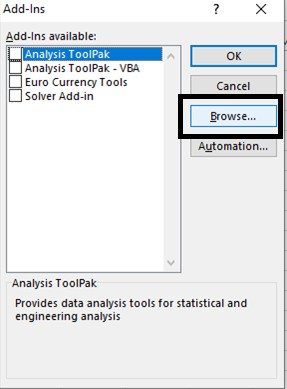 Add-Ins
?
Add-Ins available:
Analysis ToolPak
Analysis ToolPak - VBA
Euro Currency Tools
Solver Add-in
OK
Cancel
Browse...
Automation...
Analysis ToolPak
Provides data analysis tools for statistical and
engineering analysis